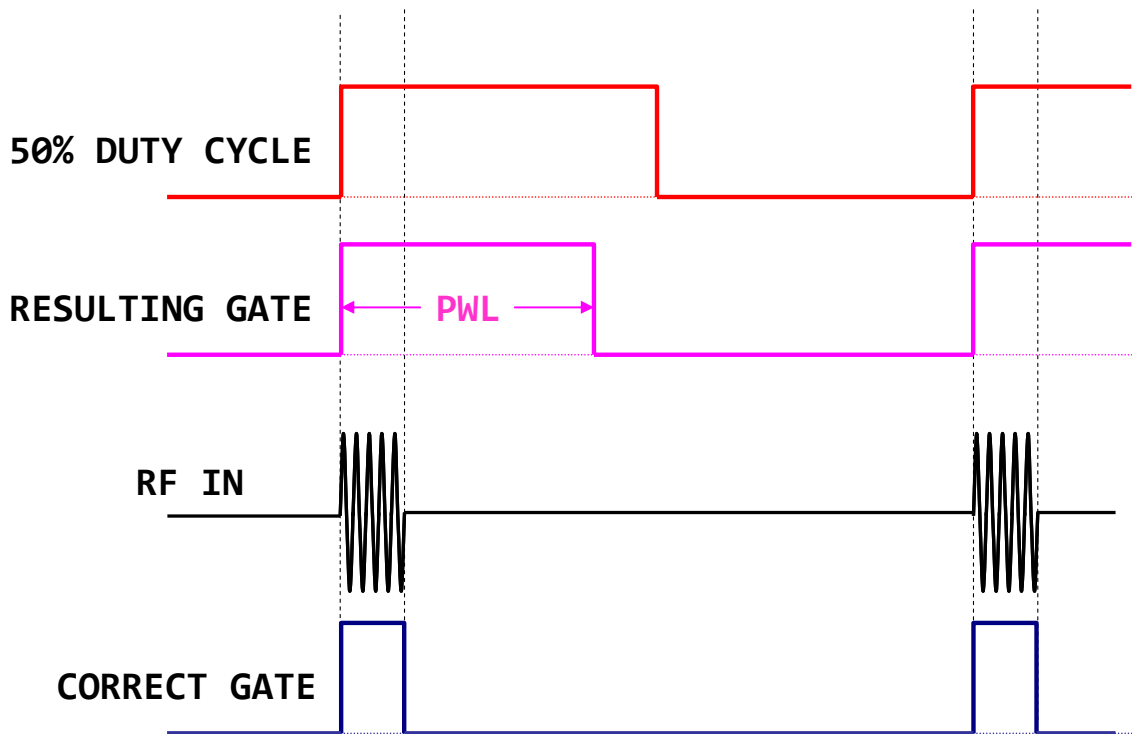 50% DUTY CYCLE
RESULTING GATE
PWL
RF IN
CORRECT GATE